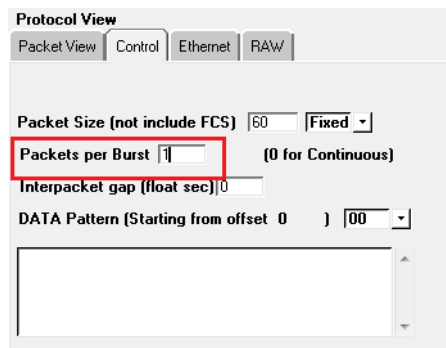 Protocol View
Packet View Control Ethernet RAW
Packet Size (not include FCS) 60 Fixed
Packets per Burst 1 (0 for Continuous)
Interpacket gap (float sec) 0
DATA Pattern (Starting from offset 0 ) 00